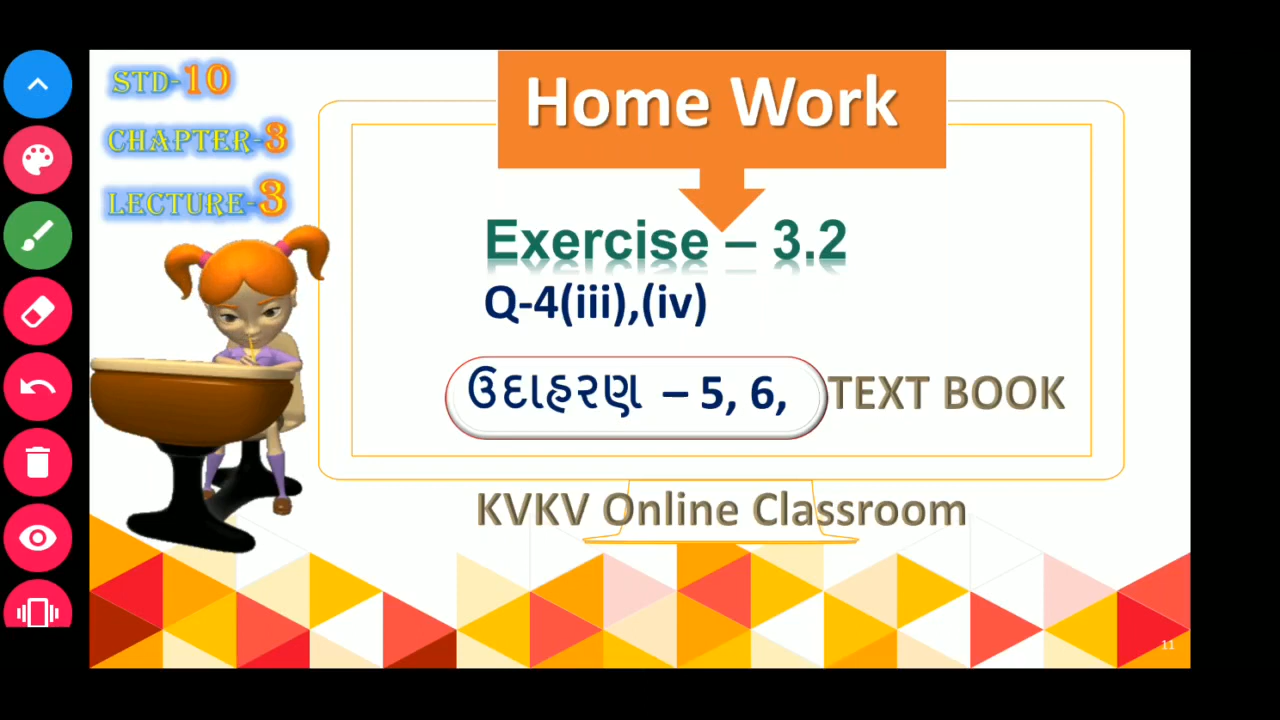 STD-10
CHAPTER-3
LECTURE-3
Home Work
Exercise – 3.2
Q-4(iii),(iv)
ઉદાહરણ – 5, 6, TEXT BOOK
KVKV Online Classroom
11